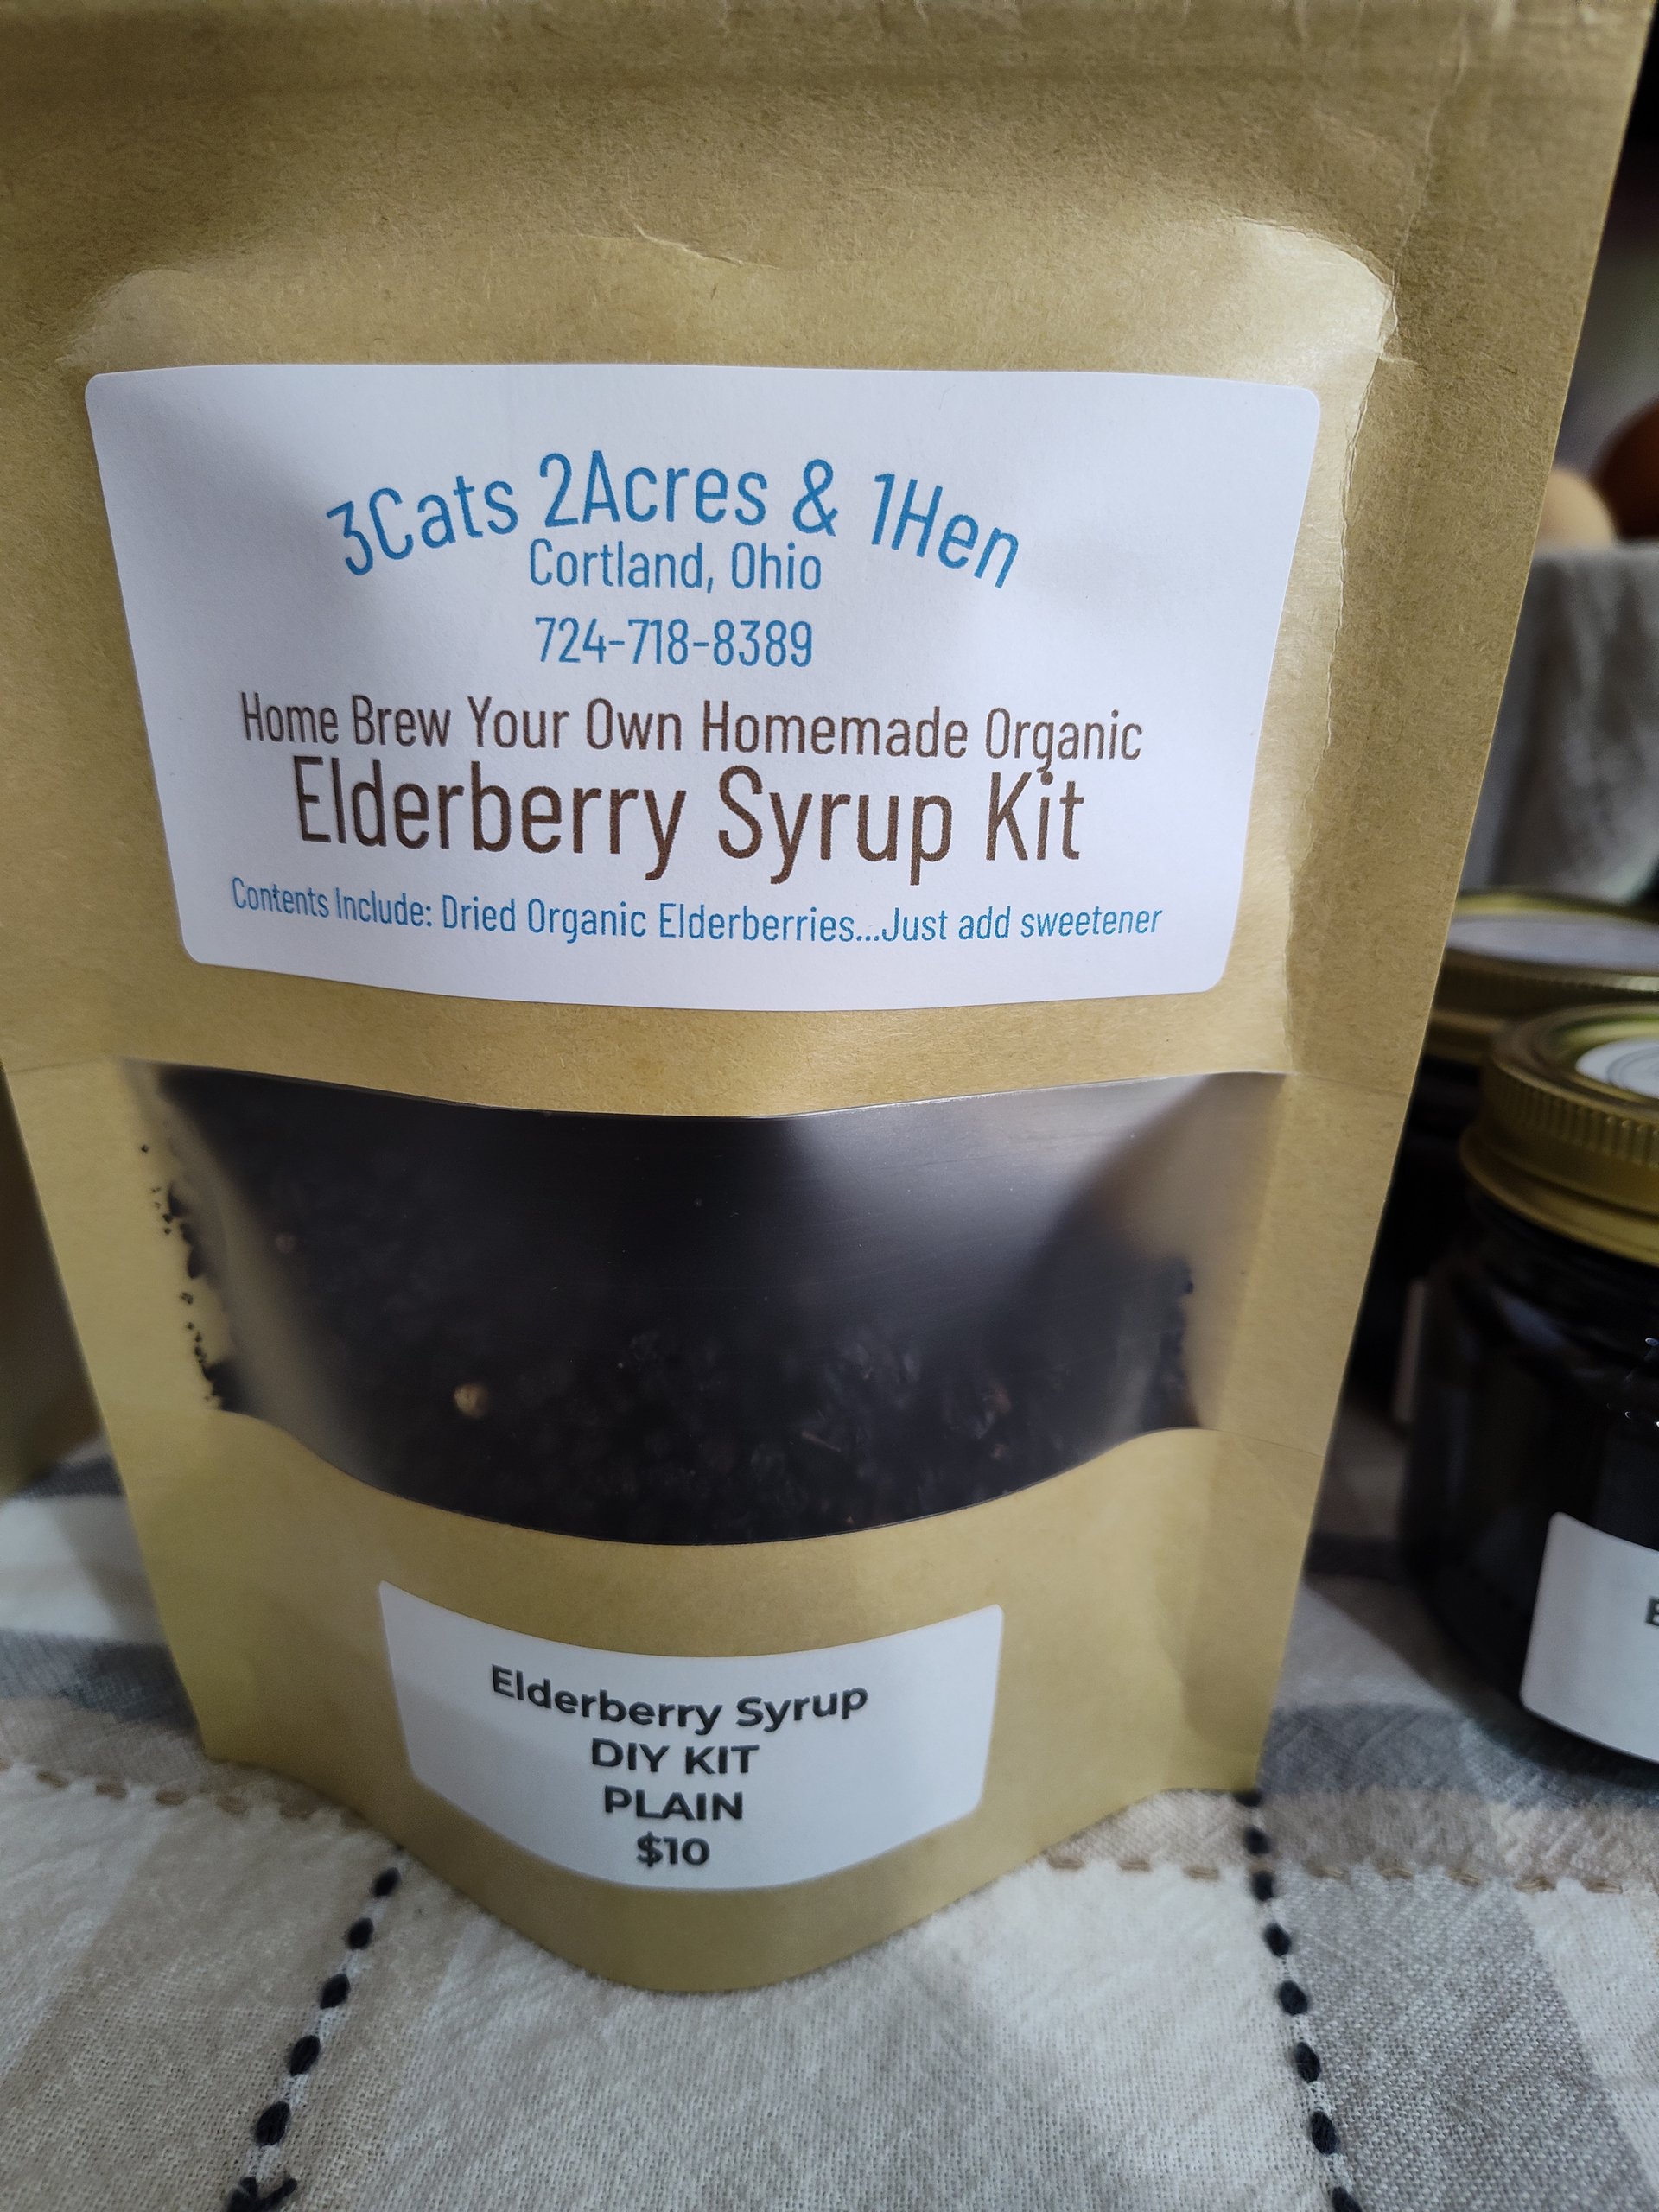 3Cats 2Acres & 1Hen
Cortland, Ohio
724-718-8389
Home Brew Your Own Homemade Organic
Elderberry Syrup Kit
Contents Include: Dried Organic Elderberries...Just add sweetener
Elderberry Syrup
DIY KIT
PLAIN
$10